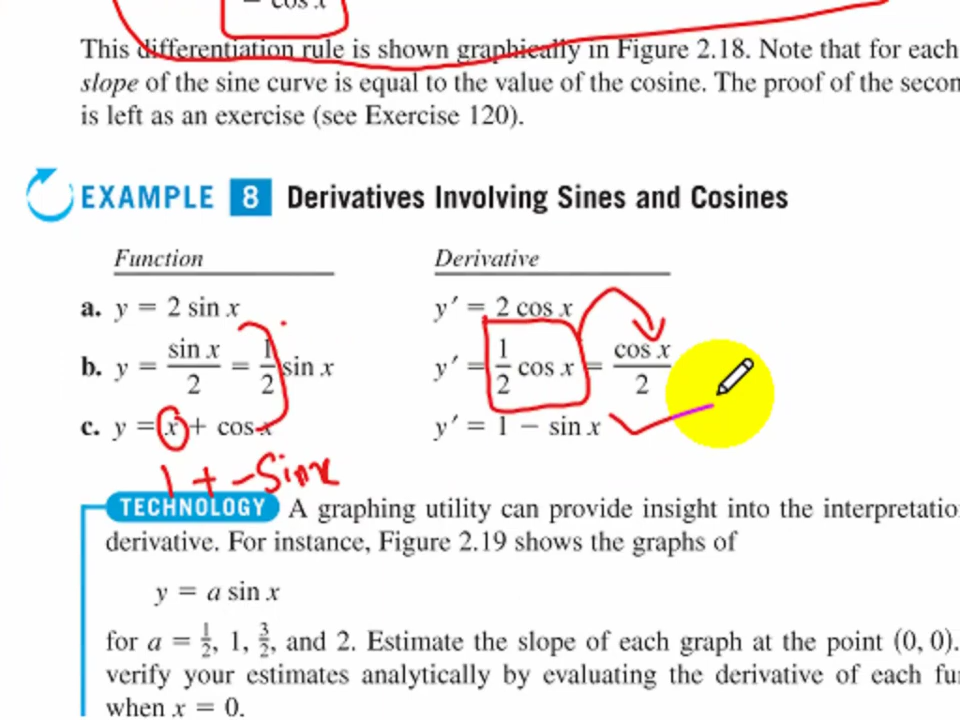 − cos x
This differentiation rule is shown graphically in Figure 2.18. Note that for each
slope of the sine curve is equal to the value of the cosine. The proof of the
is left as an exercise (see Exercise 120).
EXAMPLE 8 Derivatives Involving Sines and Cosines
Function Derivative
a. y = 2 sin x y′ = 2 cos x
b. y = sin x / 2 = 1/2 sin x y′ = 1/2 cos x = cos x / 2
c. y = x + cos x y′ = 1 − sin x
1 + -Sinx
TECHNOLOGY A graphing utility can provide insight into the
derivative. For instance, Figure 2.19 shows the graphs of
y = a sin x
for a = 1/2, 1, 3/2, and 2. Estimate the slope of each graph at the point (0, 0).
verify your estimates analytically by evaluating the derivative of each
when x = 0.